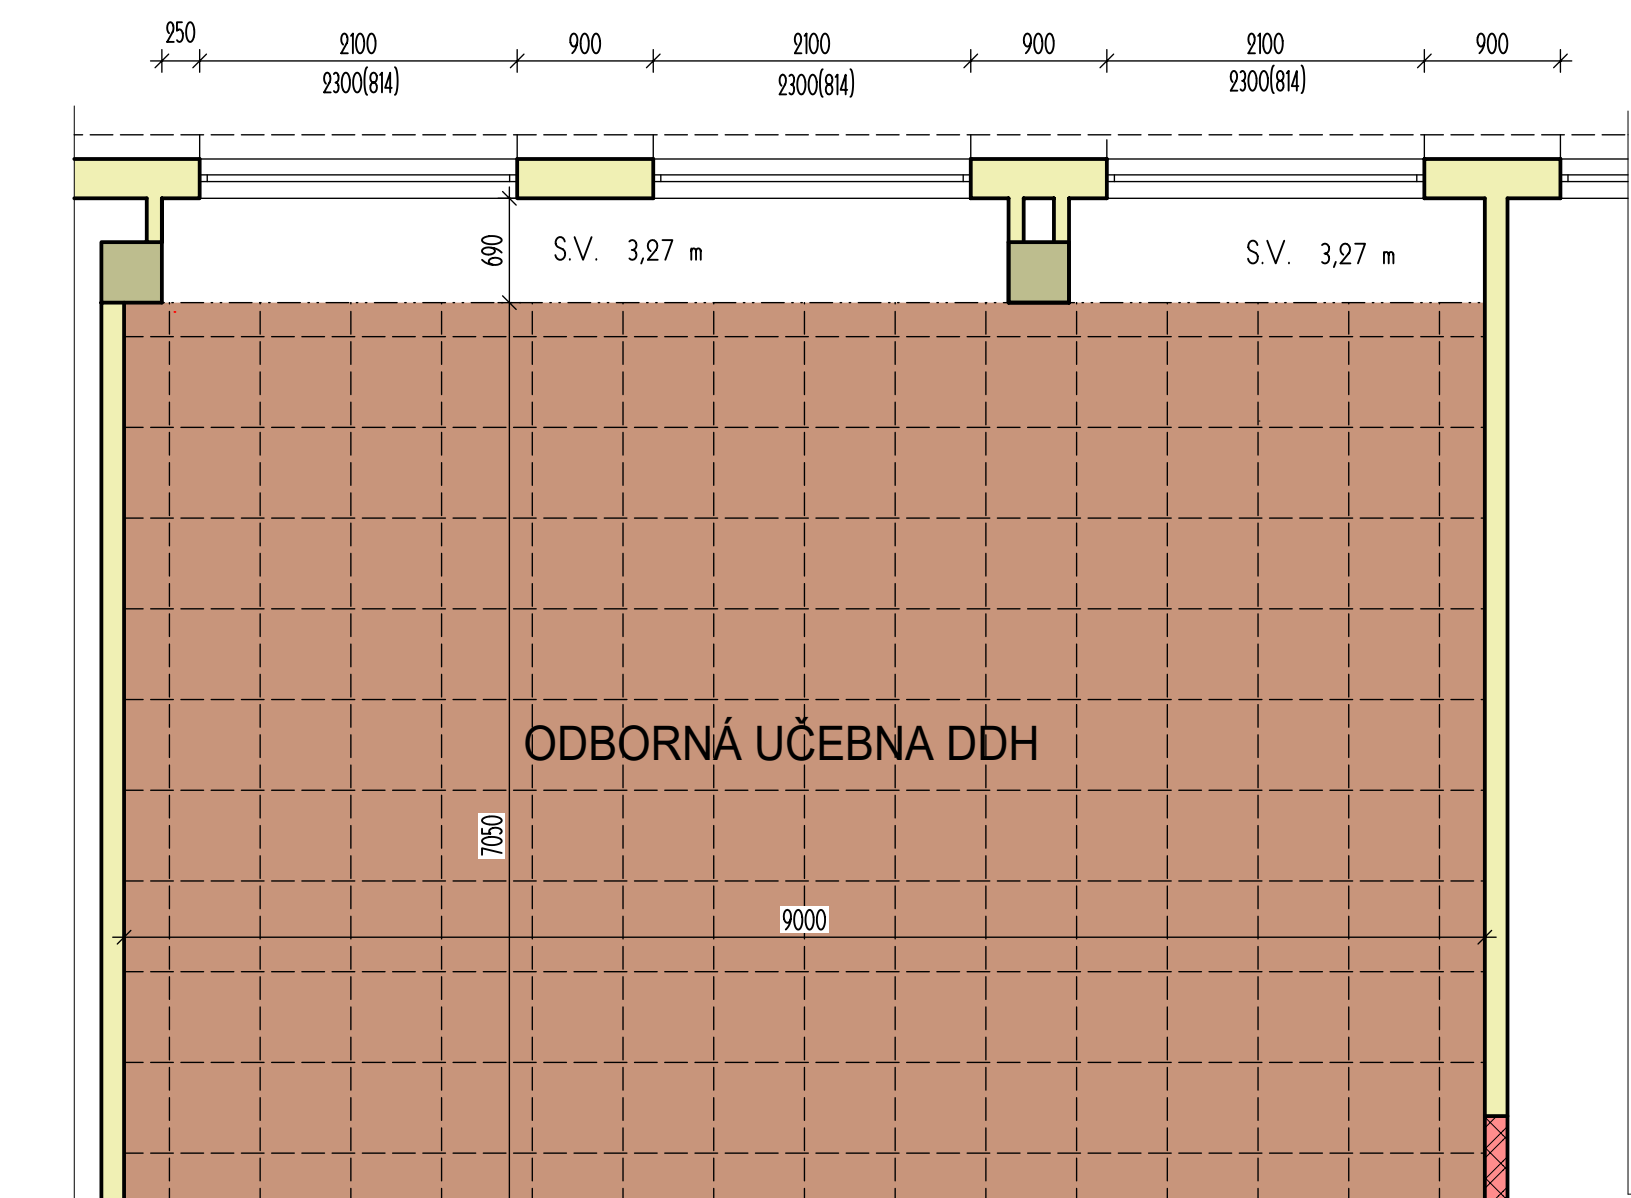 250 2100 900 2100 900 2100 900
2300(814) 2300(814) 2300(814)
690 S.V. 3,27 m S.V. 3,27 m
ODBORNÁ UČEBNA DDH
7050
9000